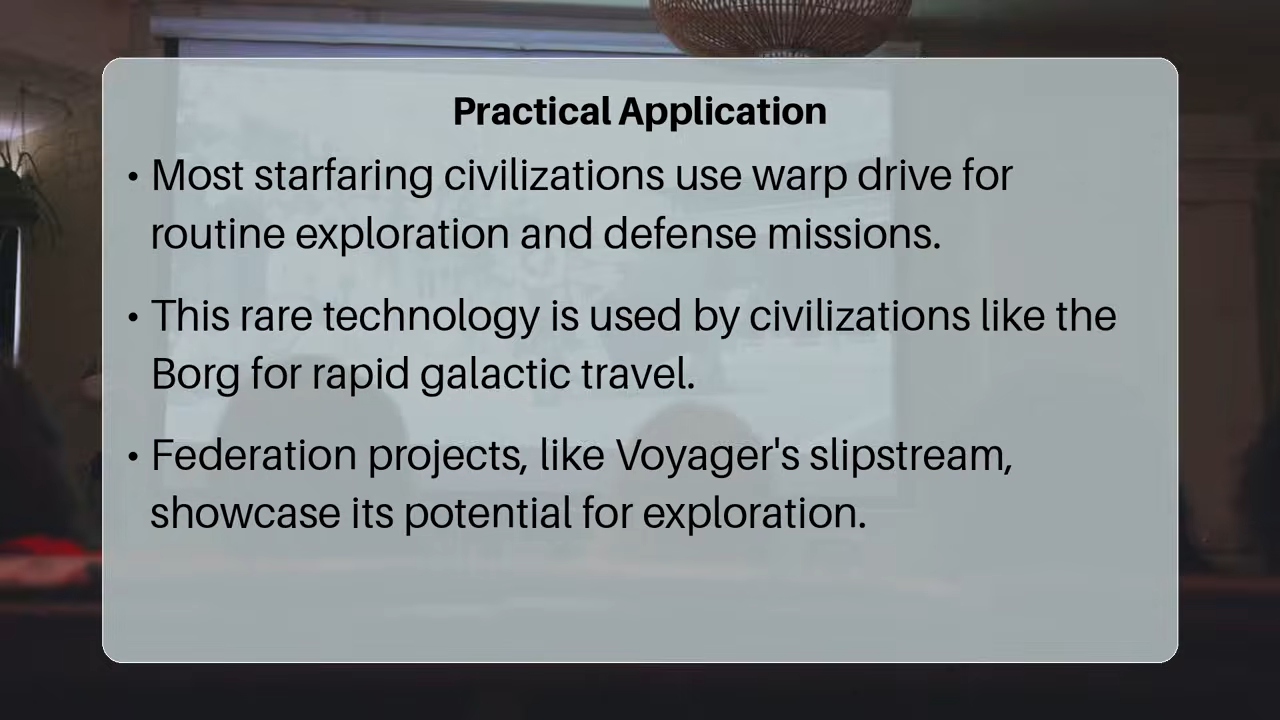 Practical Application
• Most starfaring civilizations use warp drive for
routine exploration and defense missions.
• This rare technology is used by civilizations like the
Borg for rapid galactic travel.
• Federation projects, like Voyager's slipstream,
showcase its potential for exploration.